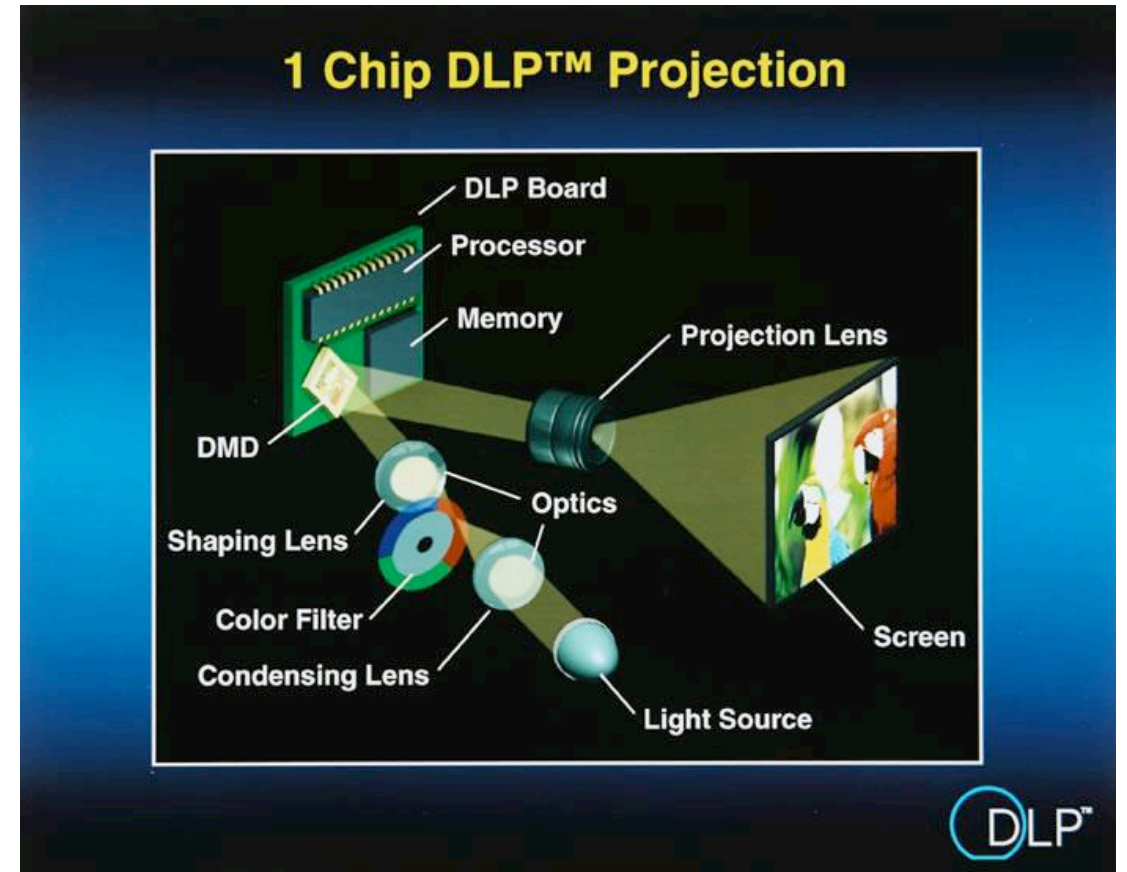 1 Chip DLP™ Projection
DLP Board
Processor
Memory
Projection Lens
DMD
Optics
Shaping Lens
Color Filter
Screen
Condensing Lens
Light Source
DLP™